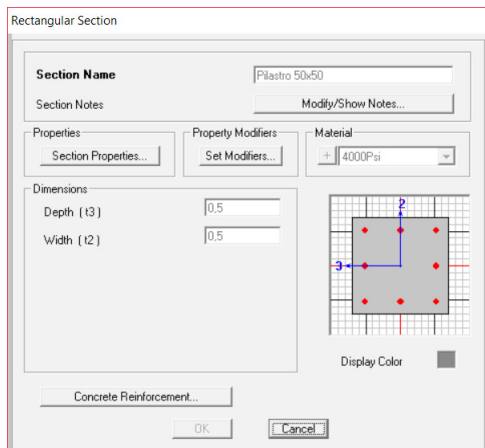 Rectangular Section
Section Name
Pilastro 50x50
Section Notes
Modify/Show Notes...
Properties
Property Modifiers
Material
Section Properties...
Set Modifiers...
+
4000Psi
Dimensions
Depth ( t3 )
0,5
Width ( t2 )
0,5
2
3
Display Color
Concrete Reinforcement...
OK
Cancel